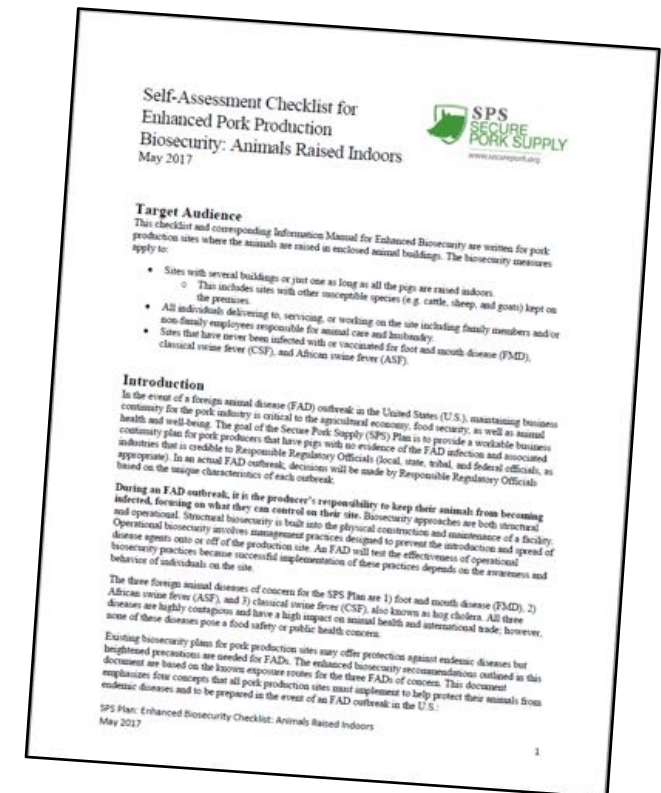 Self-Assessment Checklist for
Enhanced Pork Production
Biosecurity: Animals Raised Indoors
May 2017
SPS
SECURE
PORK SUPPLY
www.securepork.org
Target Audience
This checklist and corresponding Information Manual for Enhanced Biosecurity are written for pork
production sites where the animals are raised in enclosed animal buildings. The biosecurity measures
apply to:
• Sites with several buildings or just one as long as all the pigs are raised indoors.
o This includes sites with other susceptible species (e.g. cattle, sheep, and goats) kept on
the premises.
• All individuals delivering to, servicing, or working on the site including family members and/or
non-family employees responsible for animal care and husbandry.
• Sites that have never been infected with or vaccinated for foot and mouth disease (FMD),
classical swine fever (CSF), and African swine fever (ASF).
Introduction
In the event of a foreign animal disease (FAD) outbreak in the United States (U.S.), maintaining business
continuity for the pork industry is critical to the agricultural economy, food security, as well as animal
health and well-being. The goal of the Secure Pork Supply (SPS) Plan is to provide a workable business
continuity plan for pork producers that have pigs with no evidence of the FAD infection and associated
industries that is credible to Responsible Regulatory Officials (local, state, tribal, and federal officials, as
appropriate). In an actual FAD outbreak, decisions will be made by Responsible Regulatory Officials
based on the unique characteristics of each outbreak.
During an FAD outbreak, it is the producer's responsibility to keep their animals from becoming
infected, focusing on what they can control on their site. Biosecurity approaches are both structural
and operational. Structural biosecurity is built into the physical construction and maintenance of a facility.
Operational biosecurity involves management practices designed to prevent the introduction and spread of
disease agents onto or off of the production site. An FAD will test the effectiveness of operational
biosecurity practices because successful implementation of these practices depends on the awareness and
behavior of individuals on the site.
The three foreign animal diseases of concern for the SPS Plan are 1) foot and mouth disease (FMD), 2)
African swine fever (ASF), and 3) classical swine fever (CSF), also known as hog cholera. All three
diseases are highly contagious and have a high impact on animal health and international trade; however,
none of these diseases pose a food safety or public health concern.
Existing biosecurity plans for pork production sites may offer protection against endemic diseases but
heightened precautions are needed for FADs. The enhanced biosecurity recommendations outlined in this
document are based on the known exposure routes for the three FADs of concern. This document
emphasizes four concepts that all pork production sites must implement to help protect their animals from
endemic diseases and to be prepared in the event of an FAD outbreak in the U.S.:
SPS Plan: Enhanced Biosecurity Checklist: Animals Raised Indoors
May 2017
1